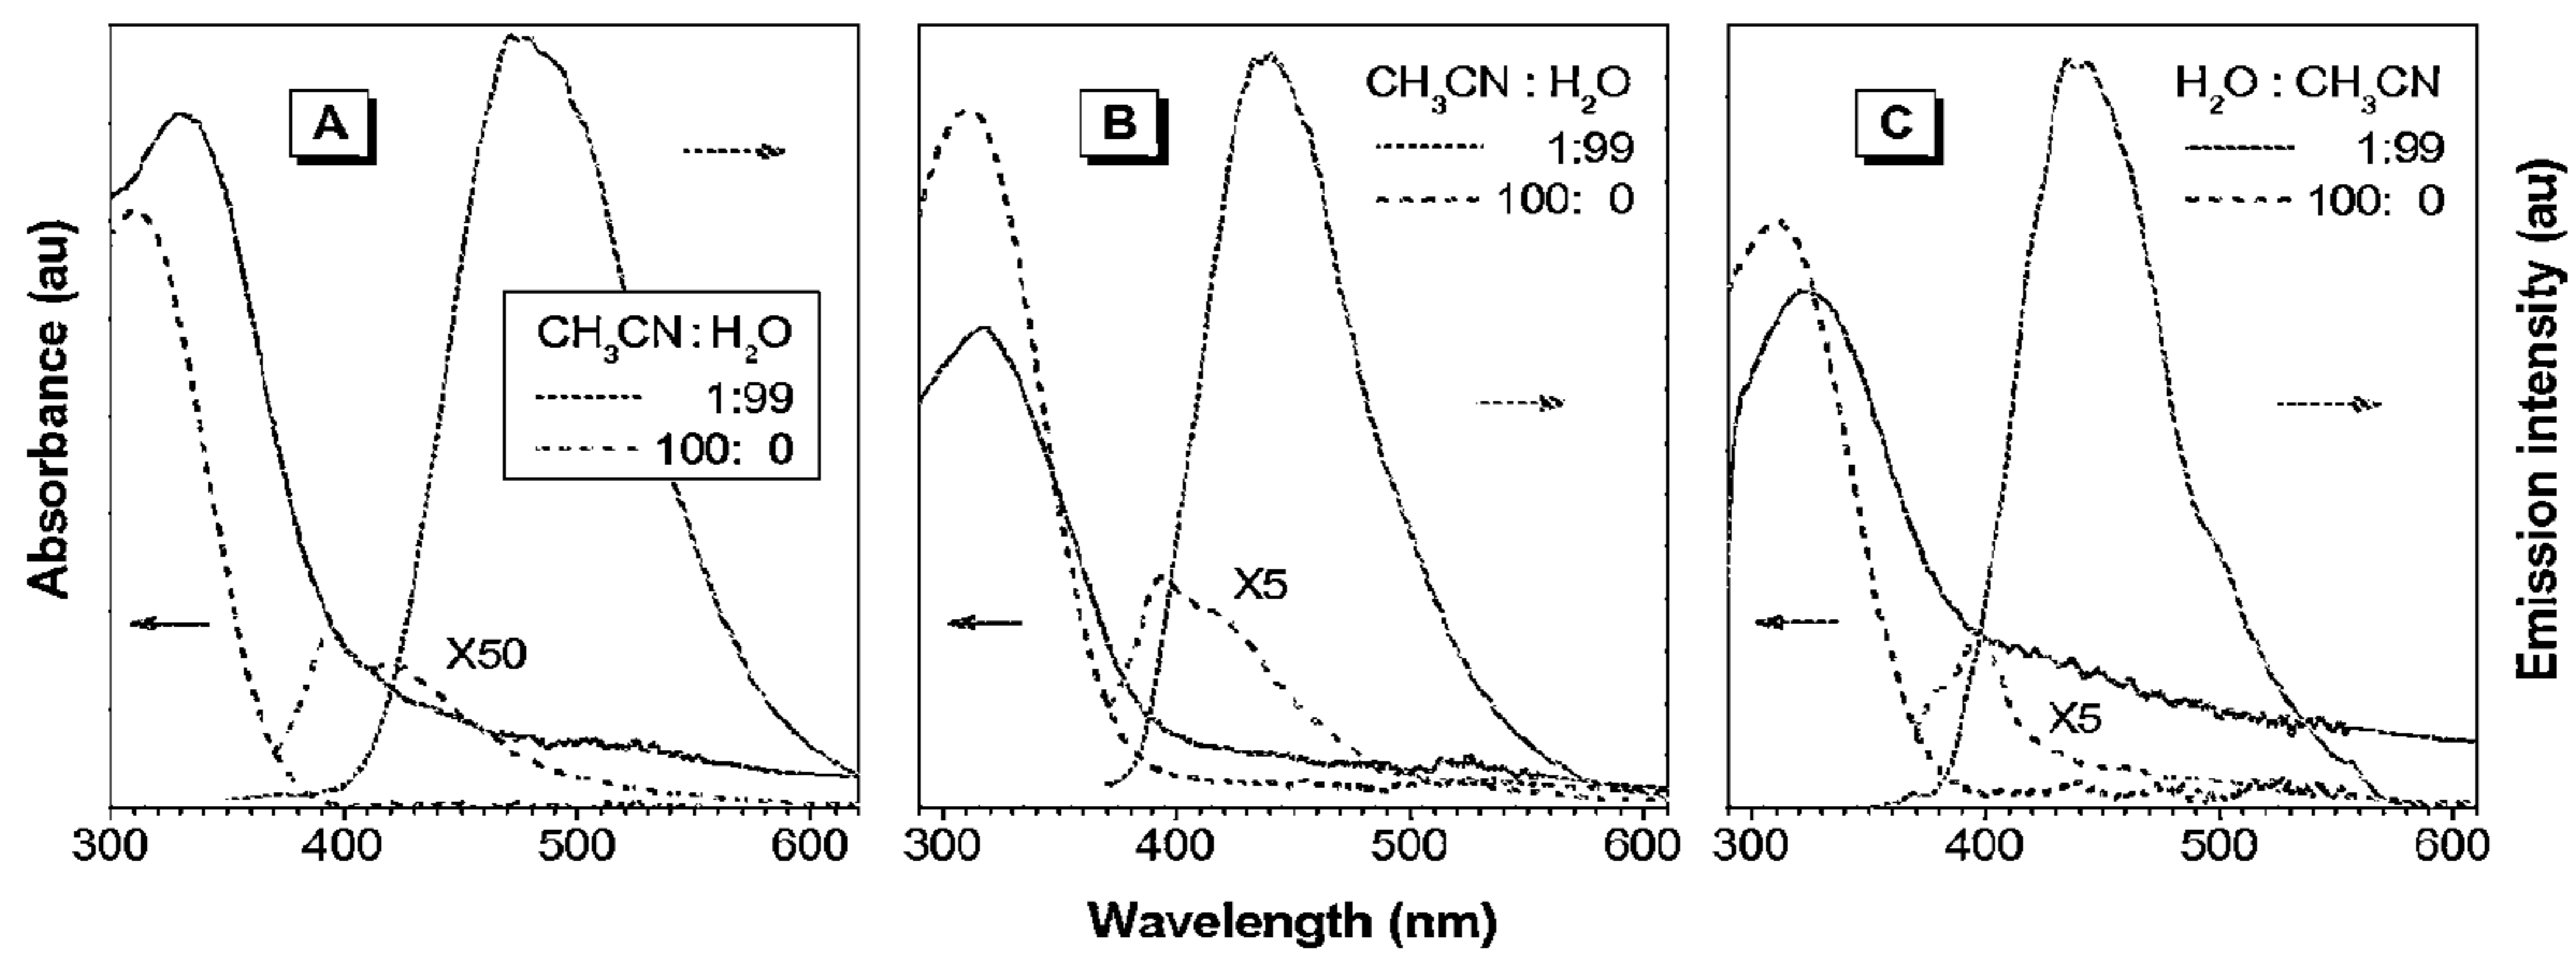 Absorbance (au)
A
CH₃CN : H₂O
1:99
100: 0
X50
300 400 500 600
B
CH₃CN : H₂O
1:99
100: 0
X5
300 400 500 600
C
H₂O : CH₃CN
1:99
100: 0
X5
300 400 500 600
Emission intensity (au)
Wavelength (nm)